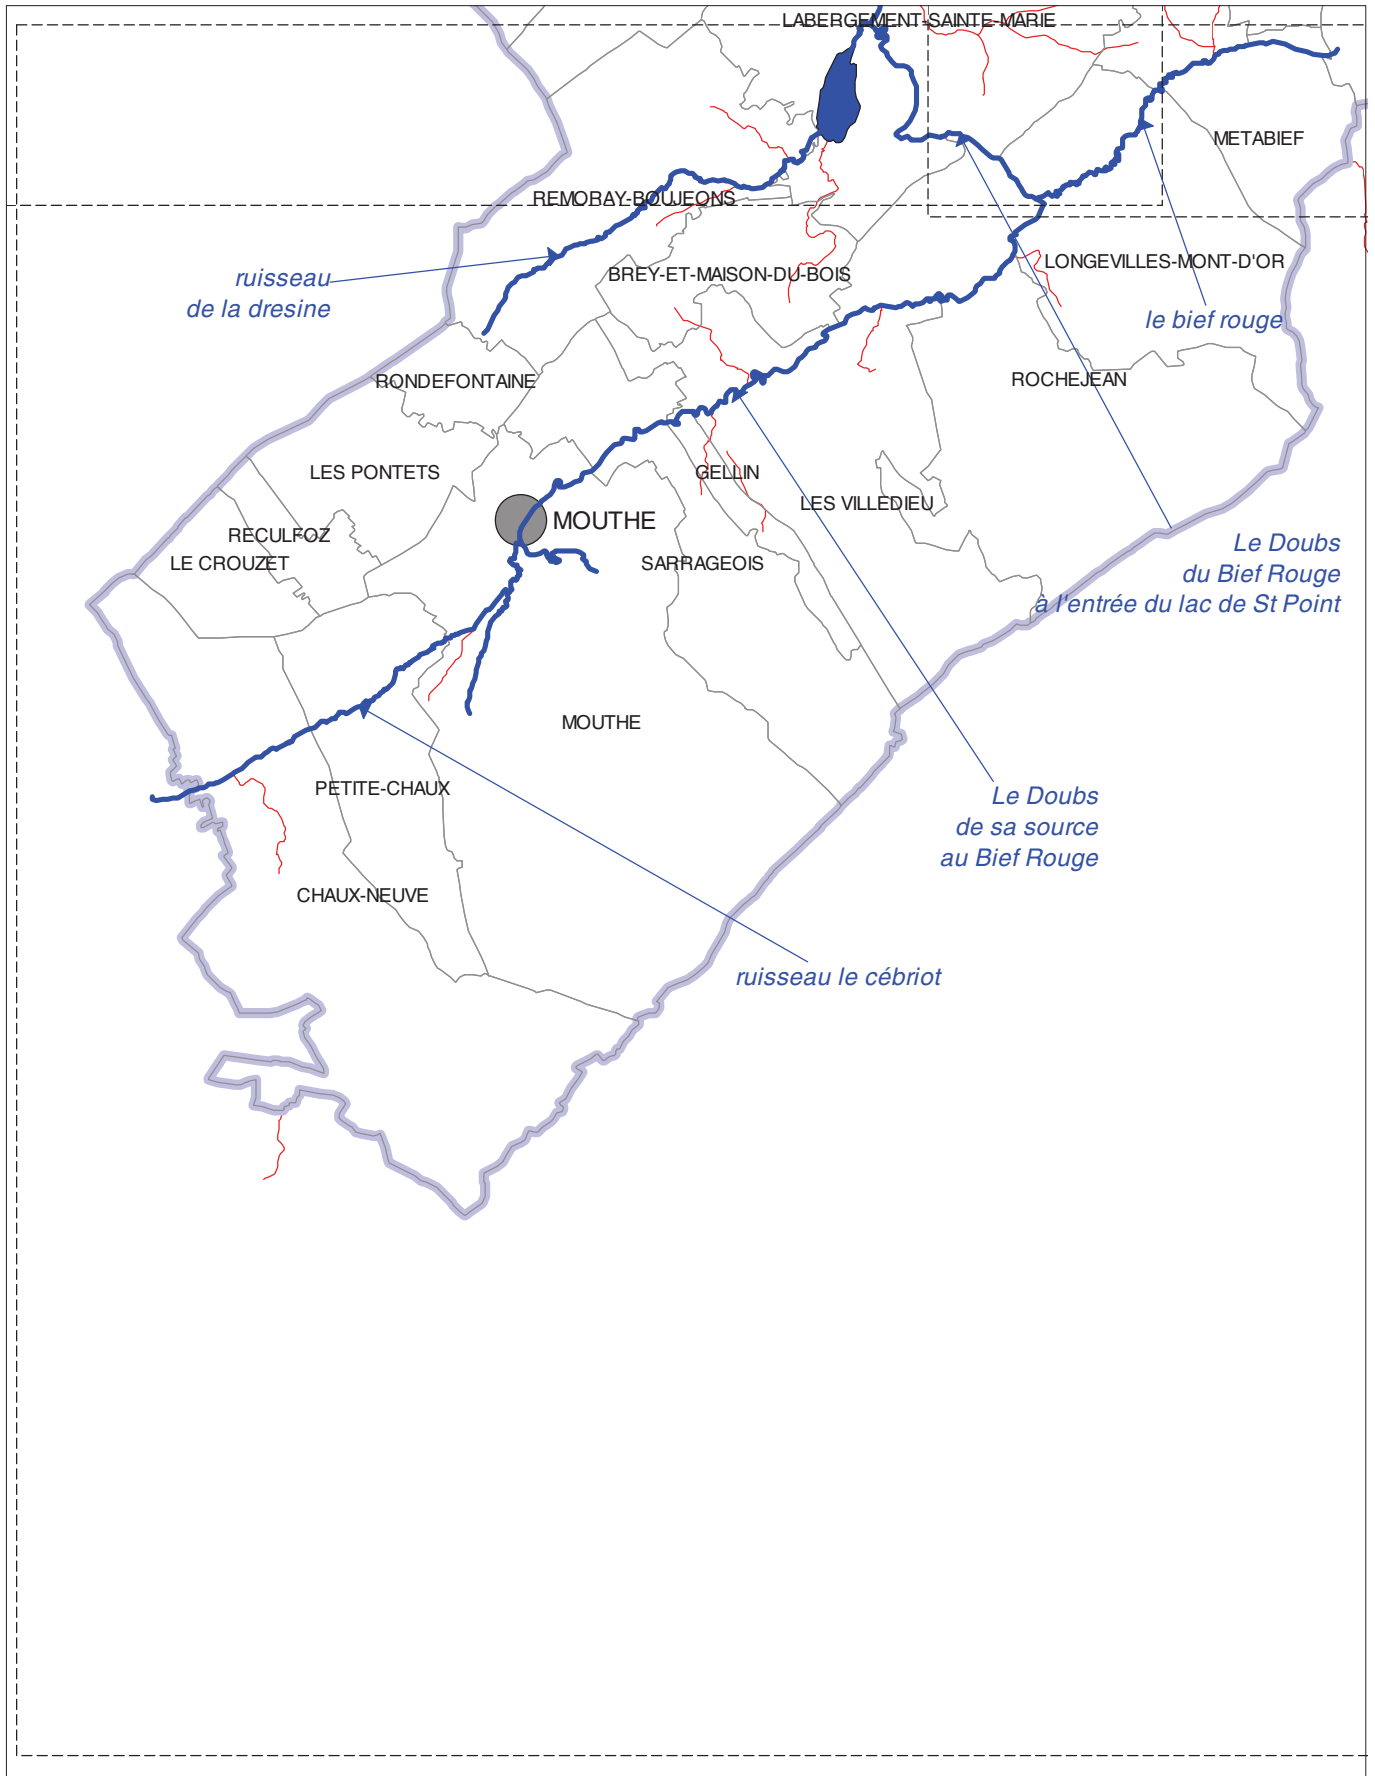 LABERGEMENT-SAINTE-MARIE
METABIEF
REMORAY-BOUJEONS
ruisseau
de la dresine
BREY-ET-MAISON-DU-BOIS
LONGEVILLES-MONT-D'OR
le bief rouge
RONDEFONTAINE
ROCHEJEAN
LES PONTETS
GELLIN
LES VILLEDIEU
MOUTHE
RECULFOZ
LE CROUZET
SARRAGEOIS
Le Doubs
du Bief Rouge
à l'entrée du lac de St Point
MOUTHE
PETITE-CHAUX
Le Doubs
de sa source
au Bief Rouge
CHAUX-NEUVE
ruisseau le cébriot